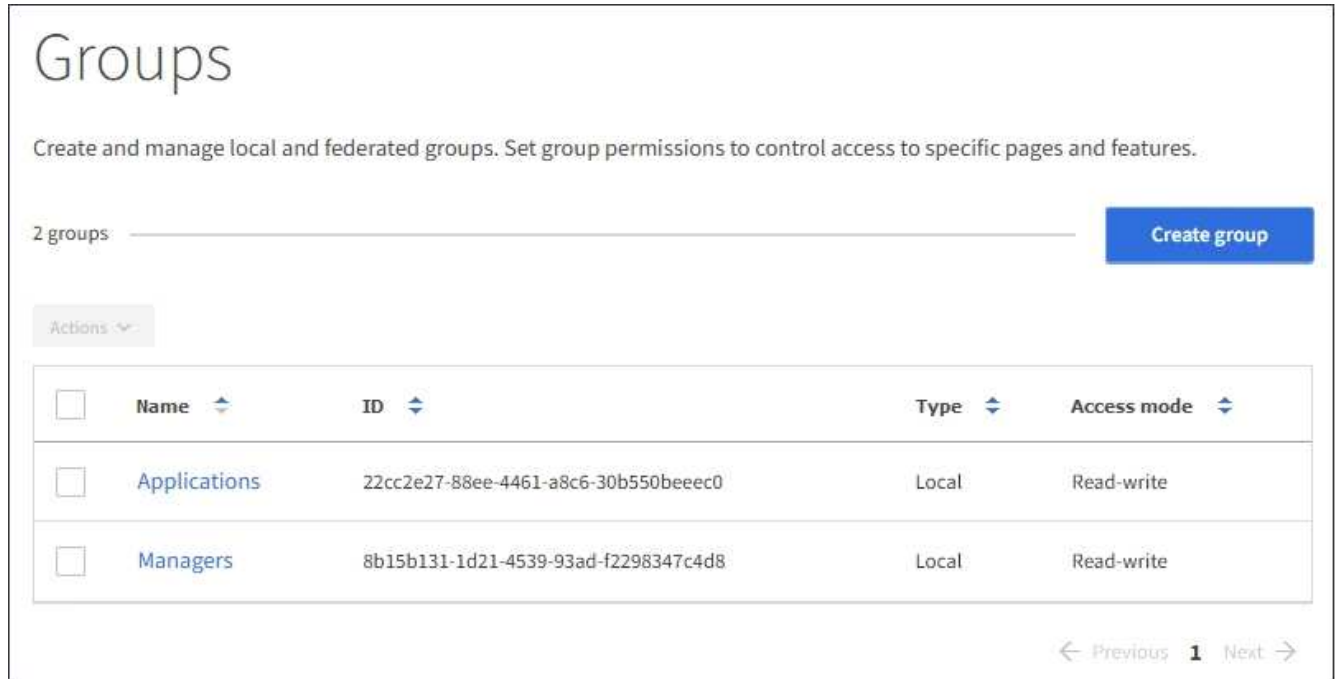 Groups
Create and manage local and federated groups. Set group permissions to control access to specific pages and features.
2 groups
Create group
Actions
Name ID Type Access mode
Applications 22cc2e27-88ee-4461-a8c6-30b550beeec0 Local Read-write
Managers 8b15b131-1d21-4539-93ad-f2298347c4d8 Local Read-write
← Previous 1 Next →